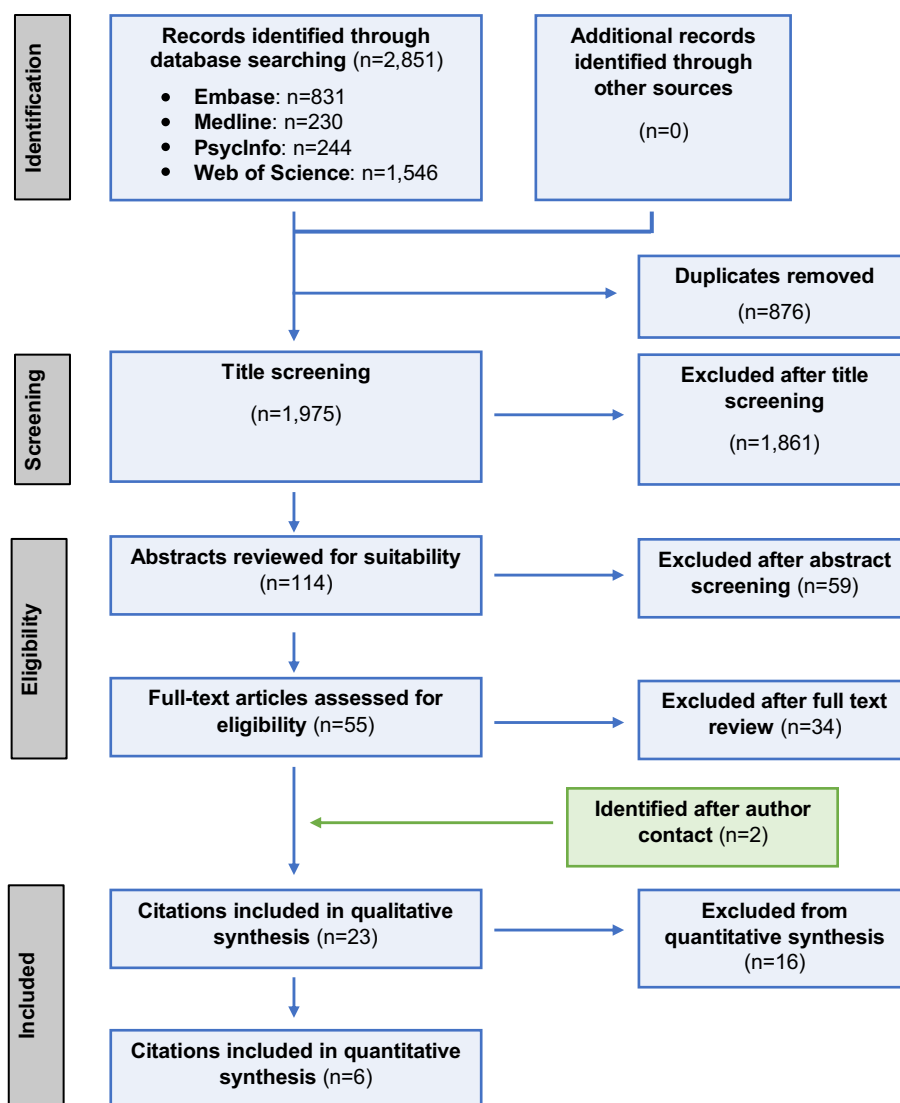 Identification
Records identified through
database searching (n=2,851)
• Embase: n=831
• Medline: n=230
• PsycInfo: n=244
• Web of Science: n=1,546
Additional records
identified through
other sources
(n=0)
Duplicates removed
(n=876)
Screening
Title screening
(n=1,975)
Excluded after title
screening
(n=1,861)
Eligibility
Abstracts reviewed for suitability
(n=114)
Excluded after abstract
screening (n=59)
Full-text articles assessed for
eligibility (n=55)
Excluded after full text
review (n=34)
Identified after author
contact (n=2)
Included
Citations included in qualitative
synthesis (n=23)
Excluded from
quantitative synthesis
(n=16)
Citations included in quantitative
synthesis (n=6)